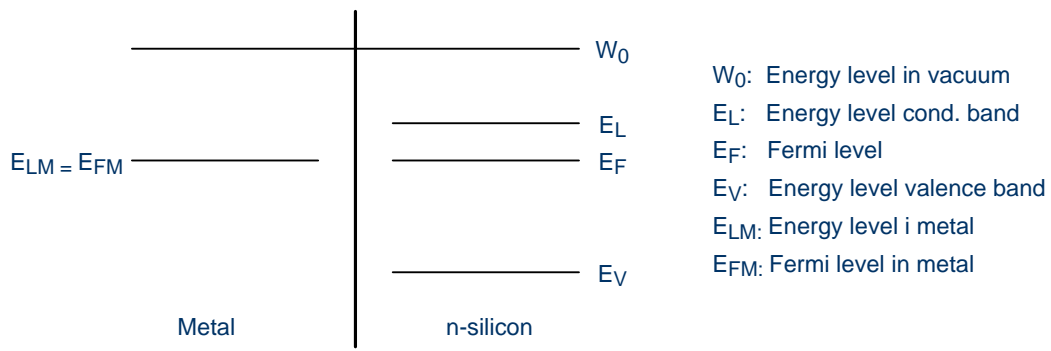 W0
EL
ELM = EFM
EF
EV
Metal
n-silicon
W0: Energy level in vacuum
EL: Energy level cond. band
EF: Fermi level
EV: Energy level valence band
ELM: Energy level i metal
EFM: Fermi level in metal